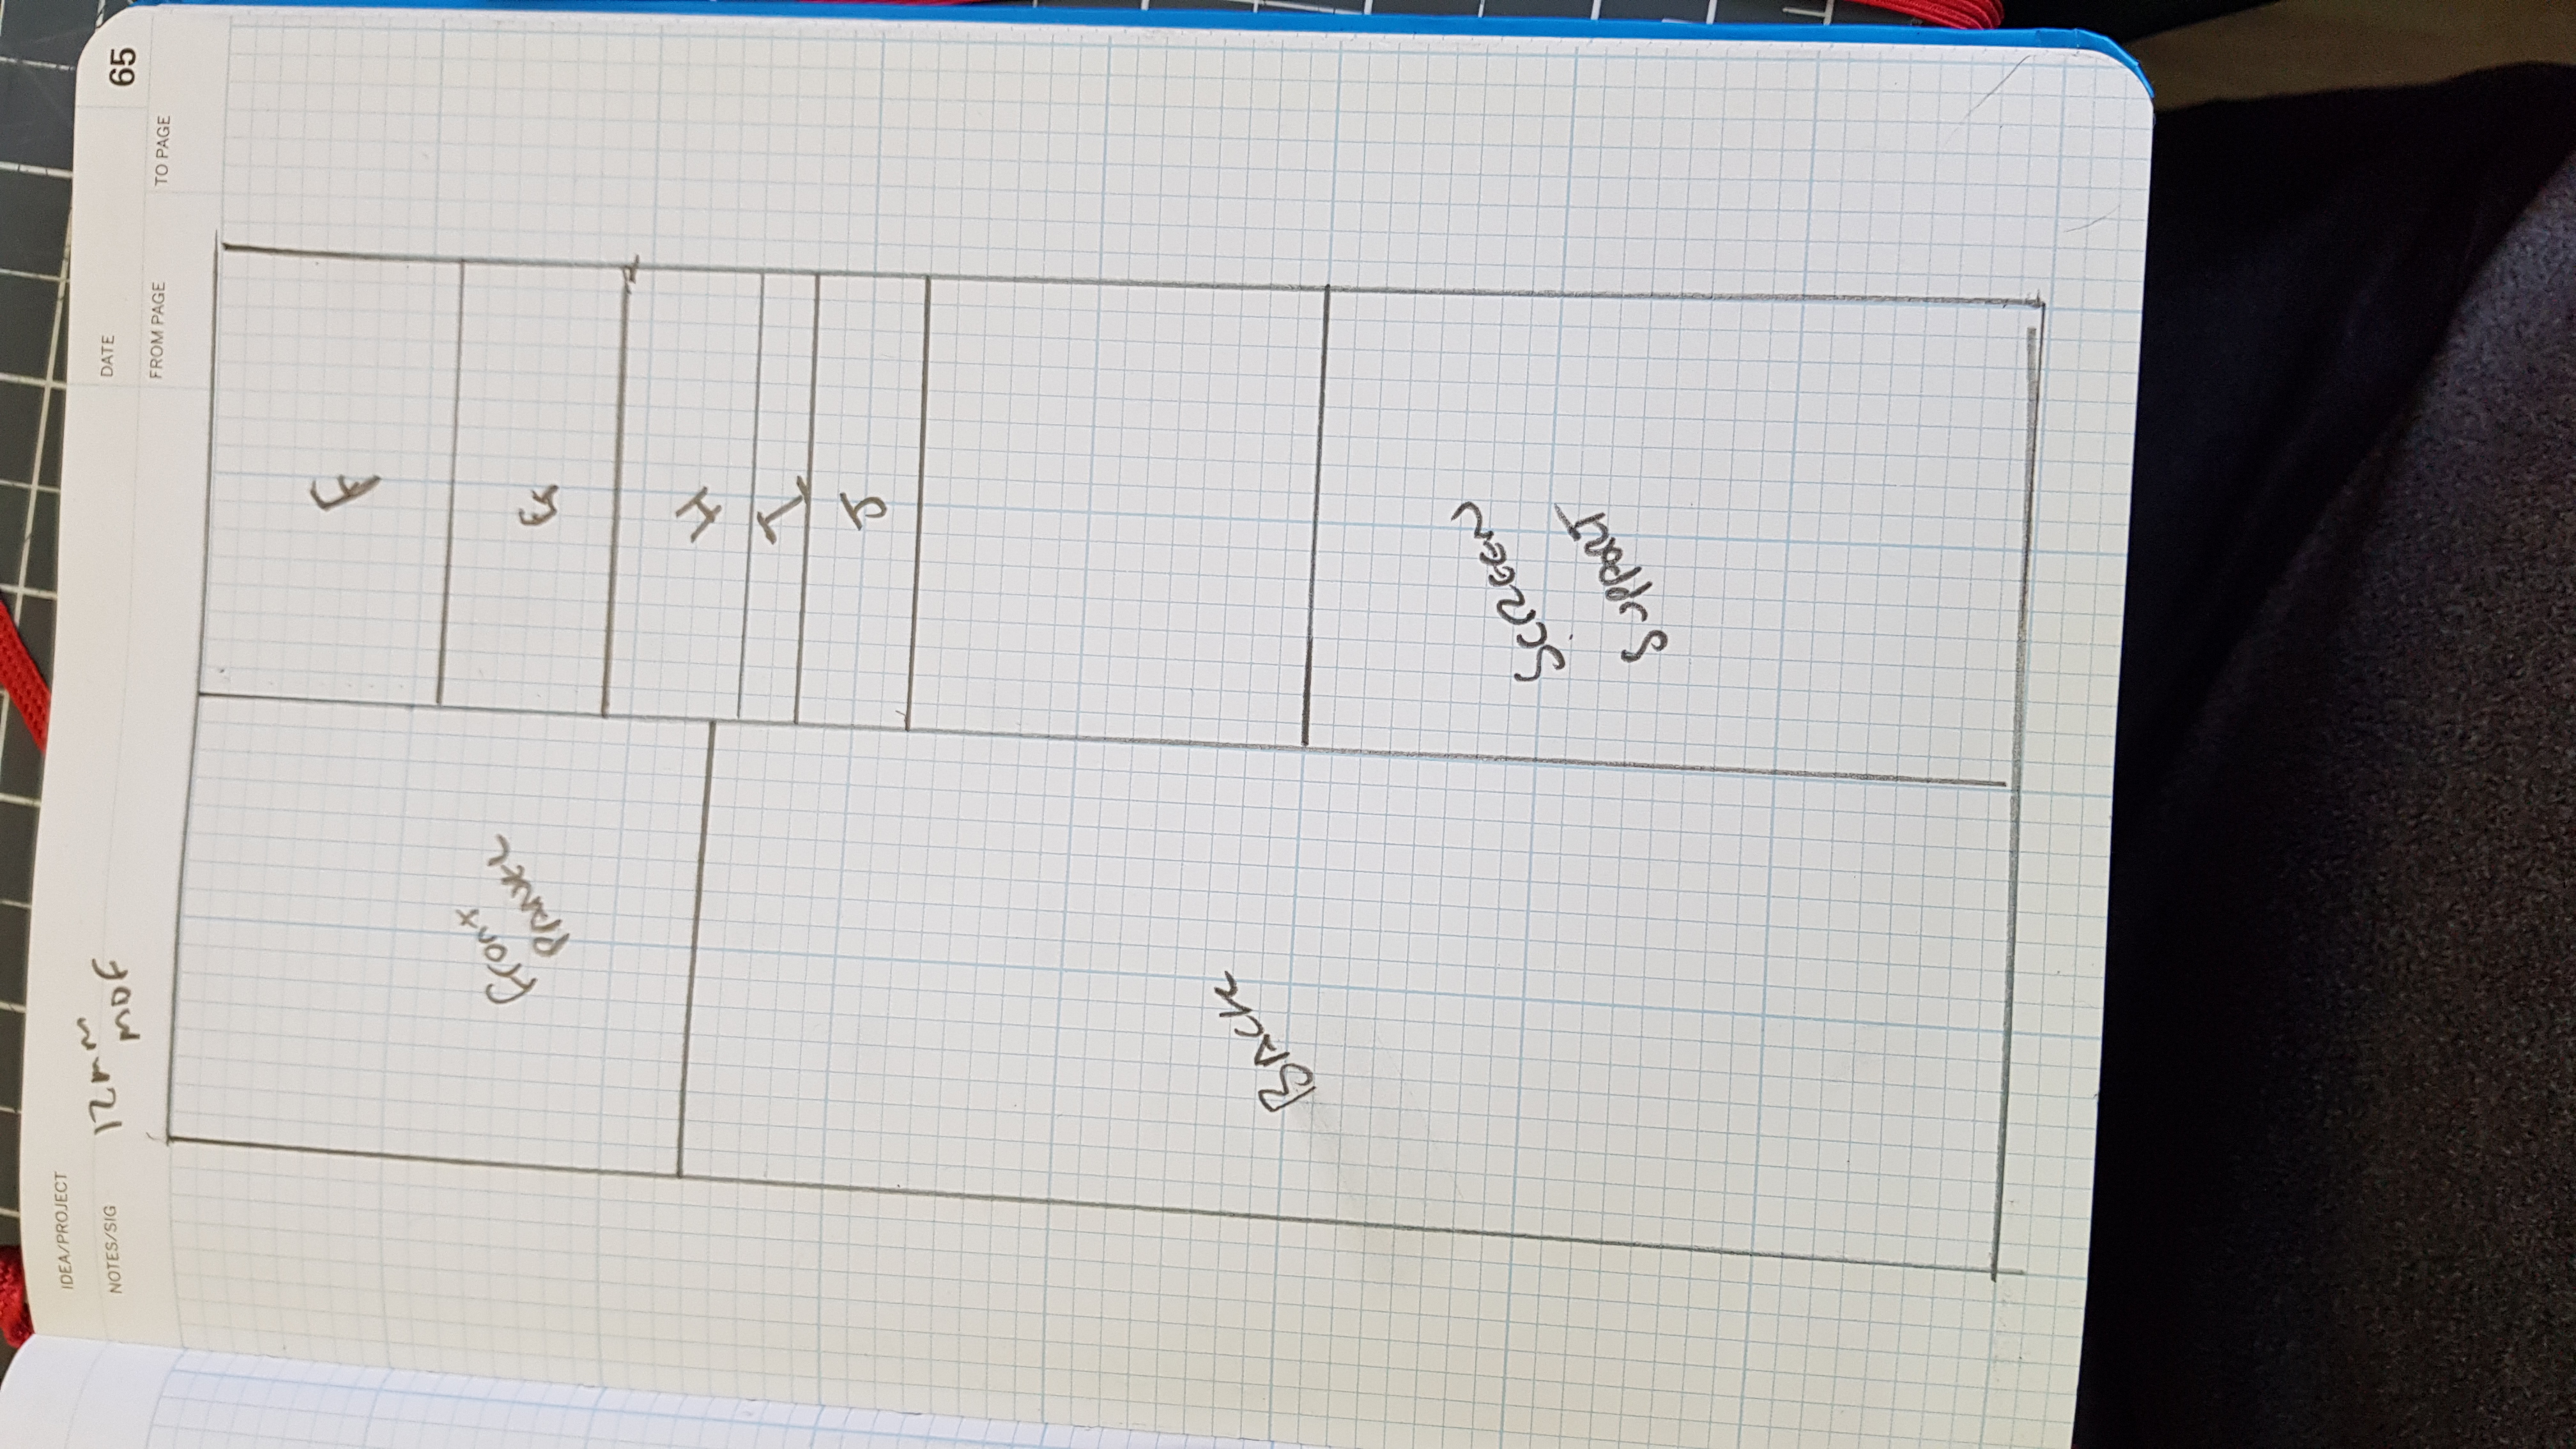 IDEA/PROJECT
NOTES/SIG
12mm
MDF
DATE
65
FROM PAGE
TO PAGE
F
Front
PANEL
G
H
I
J
BACK
SCREEN
SUPPORT